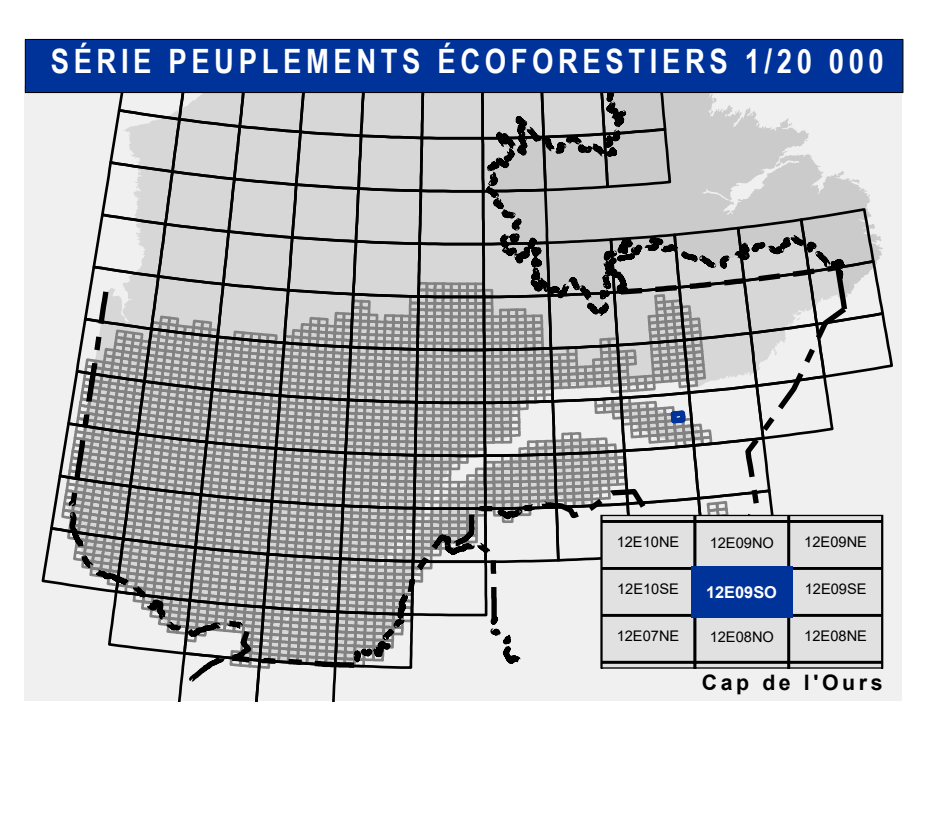 SÉRIE PEUPLEMENTS ÉCOFORESTIERS 1/20 000
12E10NE 12E09NO 12E09NE
12E10SE 12E09SO 12E09SE
12E07NE 12E08NO 12E08NE
Cap de l'Ours